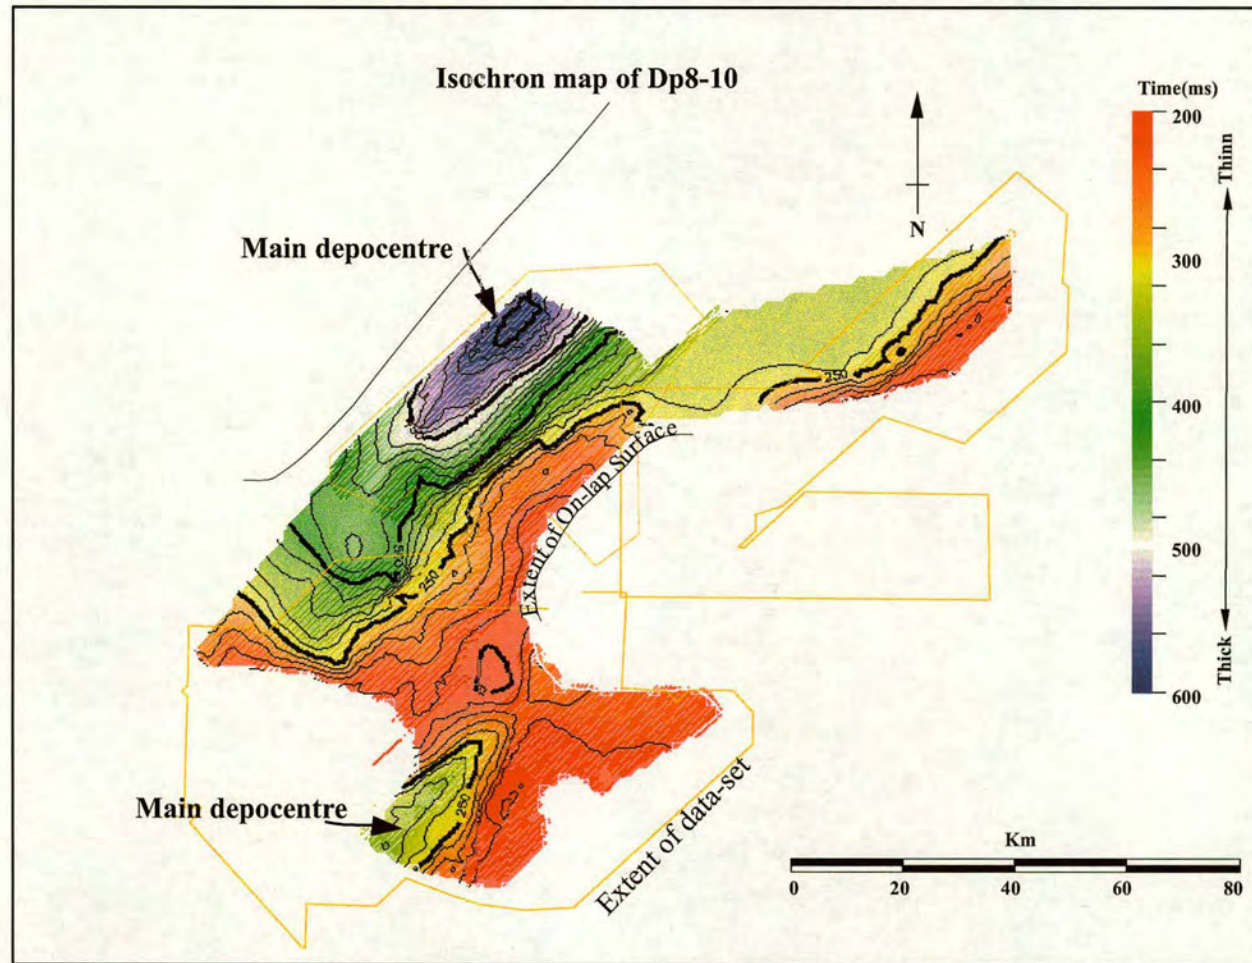 Isochron map of Dp8-10
Time(ms)
200
Thinn
300
400
500
Thick
600
N
Main depocentre
250
Extent of On-lap Surface
250
Main depocentre
250
Extent of data-set
Km
0 20 40 60 80